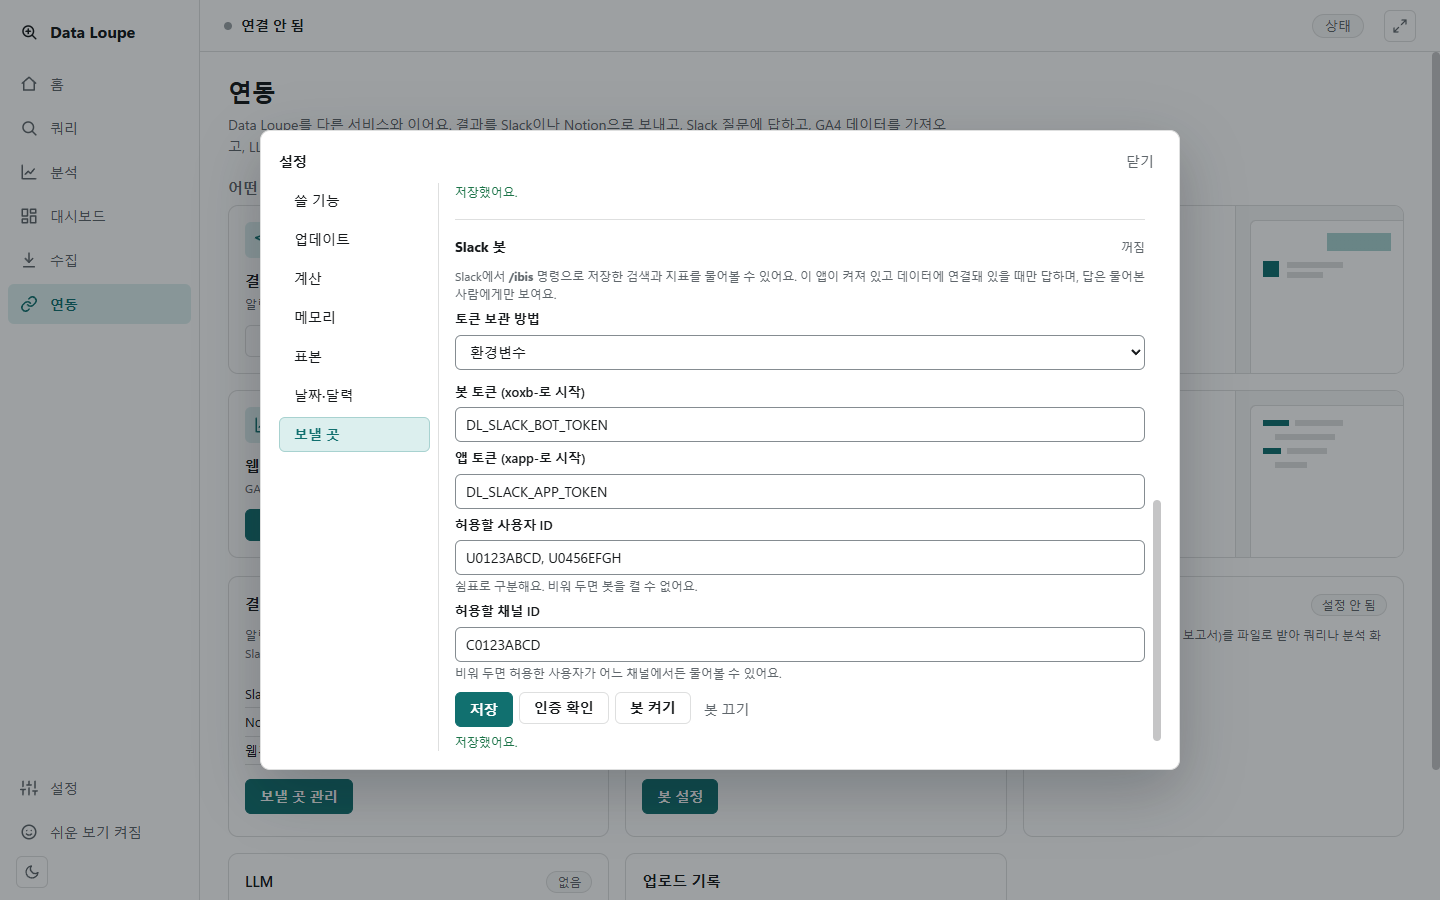 Data Loupe
홈
쿼리
분석
대시보드
수집
연동
설정
쉬운 보기 켜짐
연결 안 됨
상태
연동
Data Loupe를 다른 서비스와 이어요. 결과를 Slack이나 Notion으로 보내고, Slack 질문에 답하고, GA4 데이터를 가져오
고, LL
어떤
설정
닫기
쓸 기능
업데이트
계산
메모리
표본
날짜·달력
보낼 곳
저장했어요.
Slack 봇
꺼짐
Slack에서 /ibis 명령으로 저장한 검색과 지표를 물어볼 수 있어요. 이 앱이 켜져 있고 데이터에 연결돼 있을 때만 답하며, 답은 물어본
사람에게만 보여요.
토큰 보관 방법
환경변수
봇 토큰 (xoxb-로 시작)
DL_SLACK_BOT_TOKEN
앱 토큰 (xapp-로 시작)
DL_SLACK_APP_TOKEN
허용할 사용자 ID
U0123ABCD, U0456EFGH
쉼표로 구분해요. 비워 두면 봇을 켤 수 없어요.
허용할 채널 ID
C0123ABCD
비워 두면 허용한 사용자가 어느 채널에서든 물어볼 수 있어요.
저장
인증 확인
봇 켜기
봇 끄기
저장했어요.
결
알
웹
GA
결
알
Sla
Sla
No
웹
보낼 곳 관리
봇 설정
설정 안 됨
보고서)를 파일로 받아 쿼리나 분석 화
LLM
없음
업로드 기록